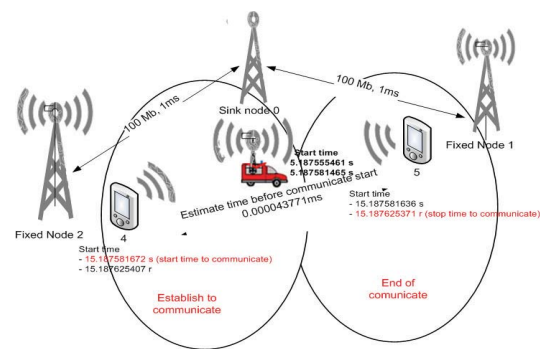 Sink node 0
100 Mb, 1ms
100 Mb, 1ms
Fixed Node 1
Fixed Node 2
Start time
5.187555461 s
5.187581465 s
Estimate time before communicate start
0.000043771ms
4
Start time
- 15.187581672 s (start time to communicate)
- 15.187625407 r
5
Start time
- 15.187581636 s
- 15.187625371 r (stop time to communicate)
Establish to
communicate
End of
comunicate